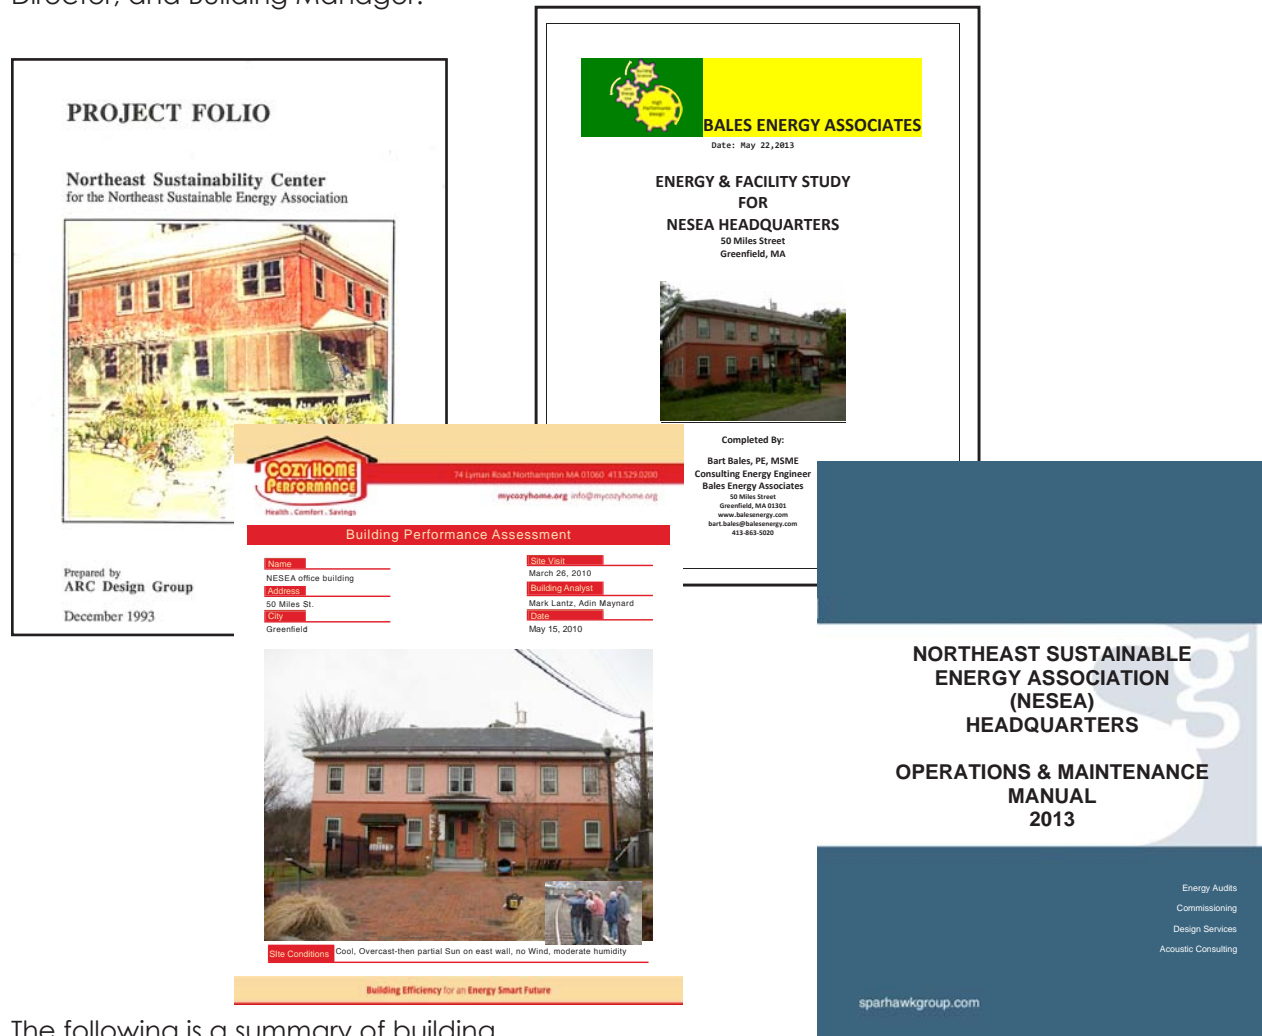 Director, and Building Manager.
PROJECT FOLIO
Northeast Sustainability Center
for the Northeast Sustainable Energy Association
Prepared by
ARC Design Group
December 1993
BALES ENERGY ASSOCIATES
High
Performance
Design
Date: May 22,2013
ENERGY & FACILITY STUDY
FOR
NESEA HEADQUARTERS
50 Miles Street
Greenfield, MA
Completed By:
Bart Bales, PE, MSME
Consulting Energy Engineer
Bales Energy Associates
50 Miles Street
Greenfield, MA 01301
www.balesenergy.com
bart.bales@balesenergy.com
413-863-5020
COZY HOME
PERFORMANCE
Health . Comfort . Savings
74 Lyman Road Northampton MA 01060 413.529.0200
mycozyhome.org info@mycozyhome.org
Building Performance Assessment
Name
NESEA office building
Address
50 Miles St.
City
Greenfield
Site Visit
March 26, 2010
Building Analyst
Mark Lantz, Adin Maynard
Date
May 15, 2010
SIte Conditions Cool, Overcast-then partial Sun on east wall, no Wind, moderate humidity
Building Efficiency for an Energy Smart Future
NORTHEAST SUSTAINABLE
ENERGY ASSOCIATION
(NESEA)
HEADQUARTERS
OPERATIONS & MAINTENANCE
MANUAL
2013
Energy Audits
Commissioning
Design Services
Acoustic Consulting
sparhawkgroup.com
The following is a summary of building